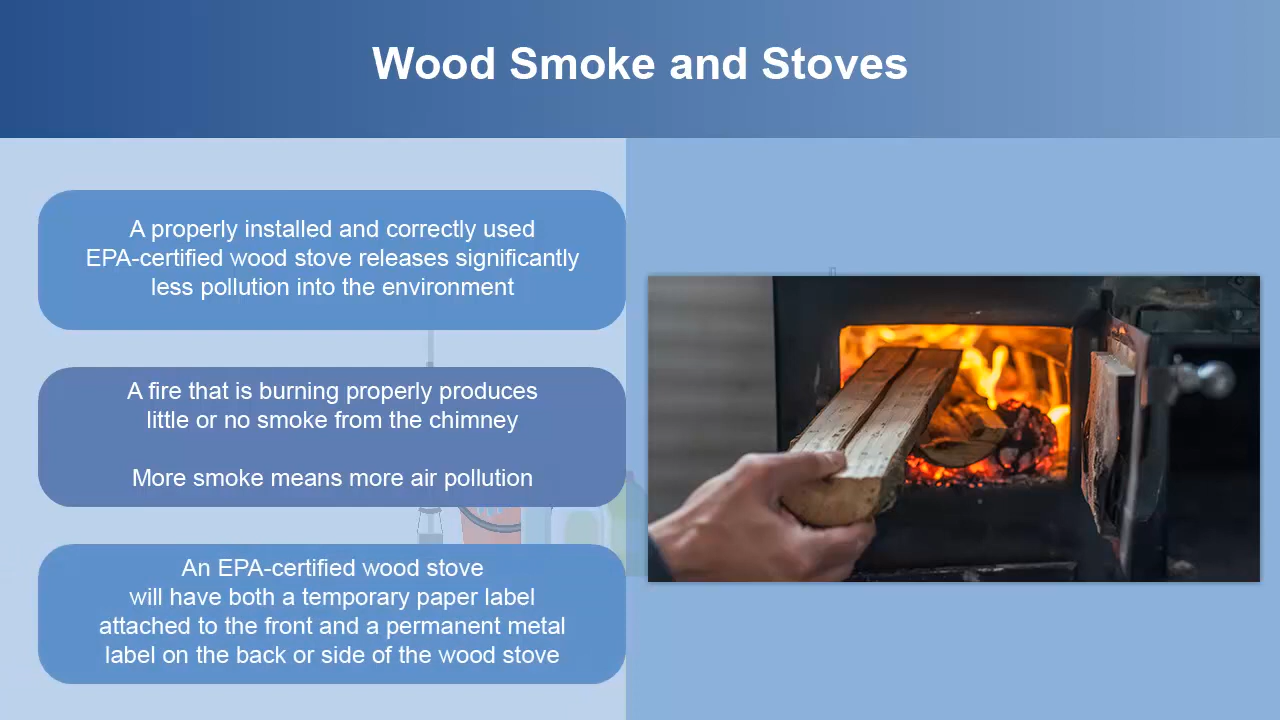 Wood Smoke and Stoves
A properly installed and correctly used
EPA-certified wood stove releases significantly
less pollution into the environment
A fire that is burning properly produces
little or no smoke from the chimney
More smoke means more air pollution
An EPA-certified wood stove
will have both a temporary paper label
attached to the front and a permanent metal
label on the back or side of the wood stove